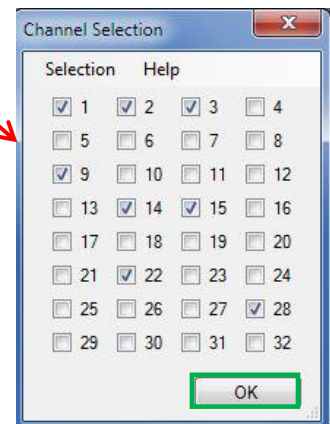 Channel Selection
Selection Help
1 2 3 4
5 6 7 8
9 10 11 12
13 14 15 16
17 18 19 20
21 22 23 24
25 26 27 28
29 30 31 32
OK